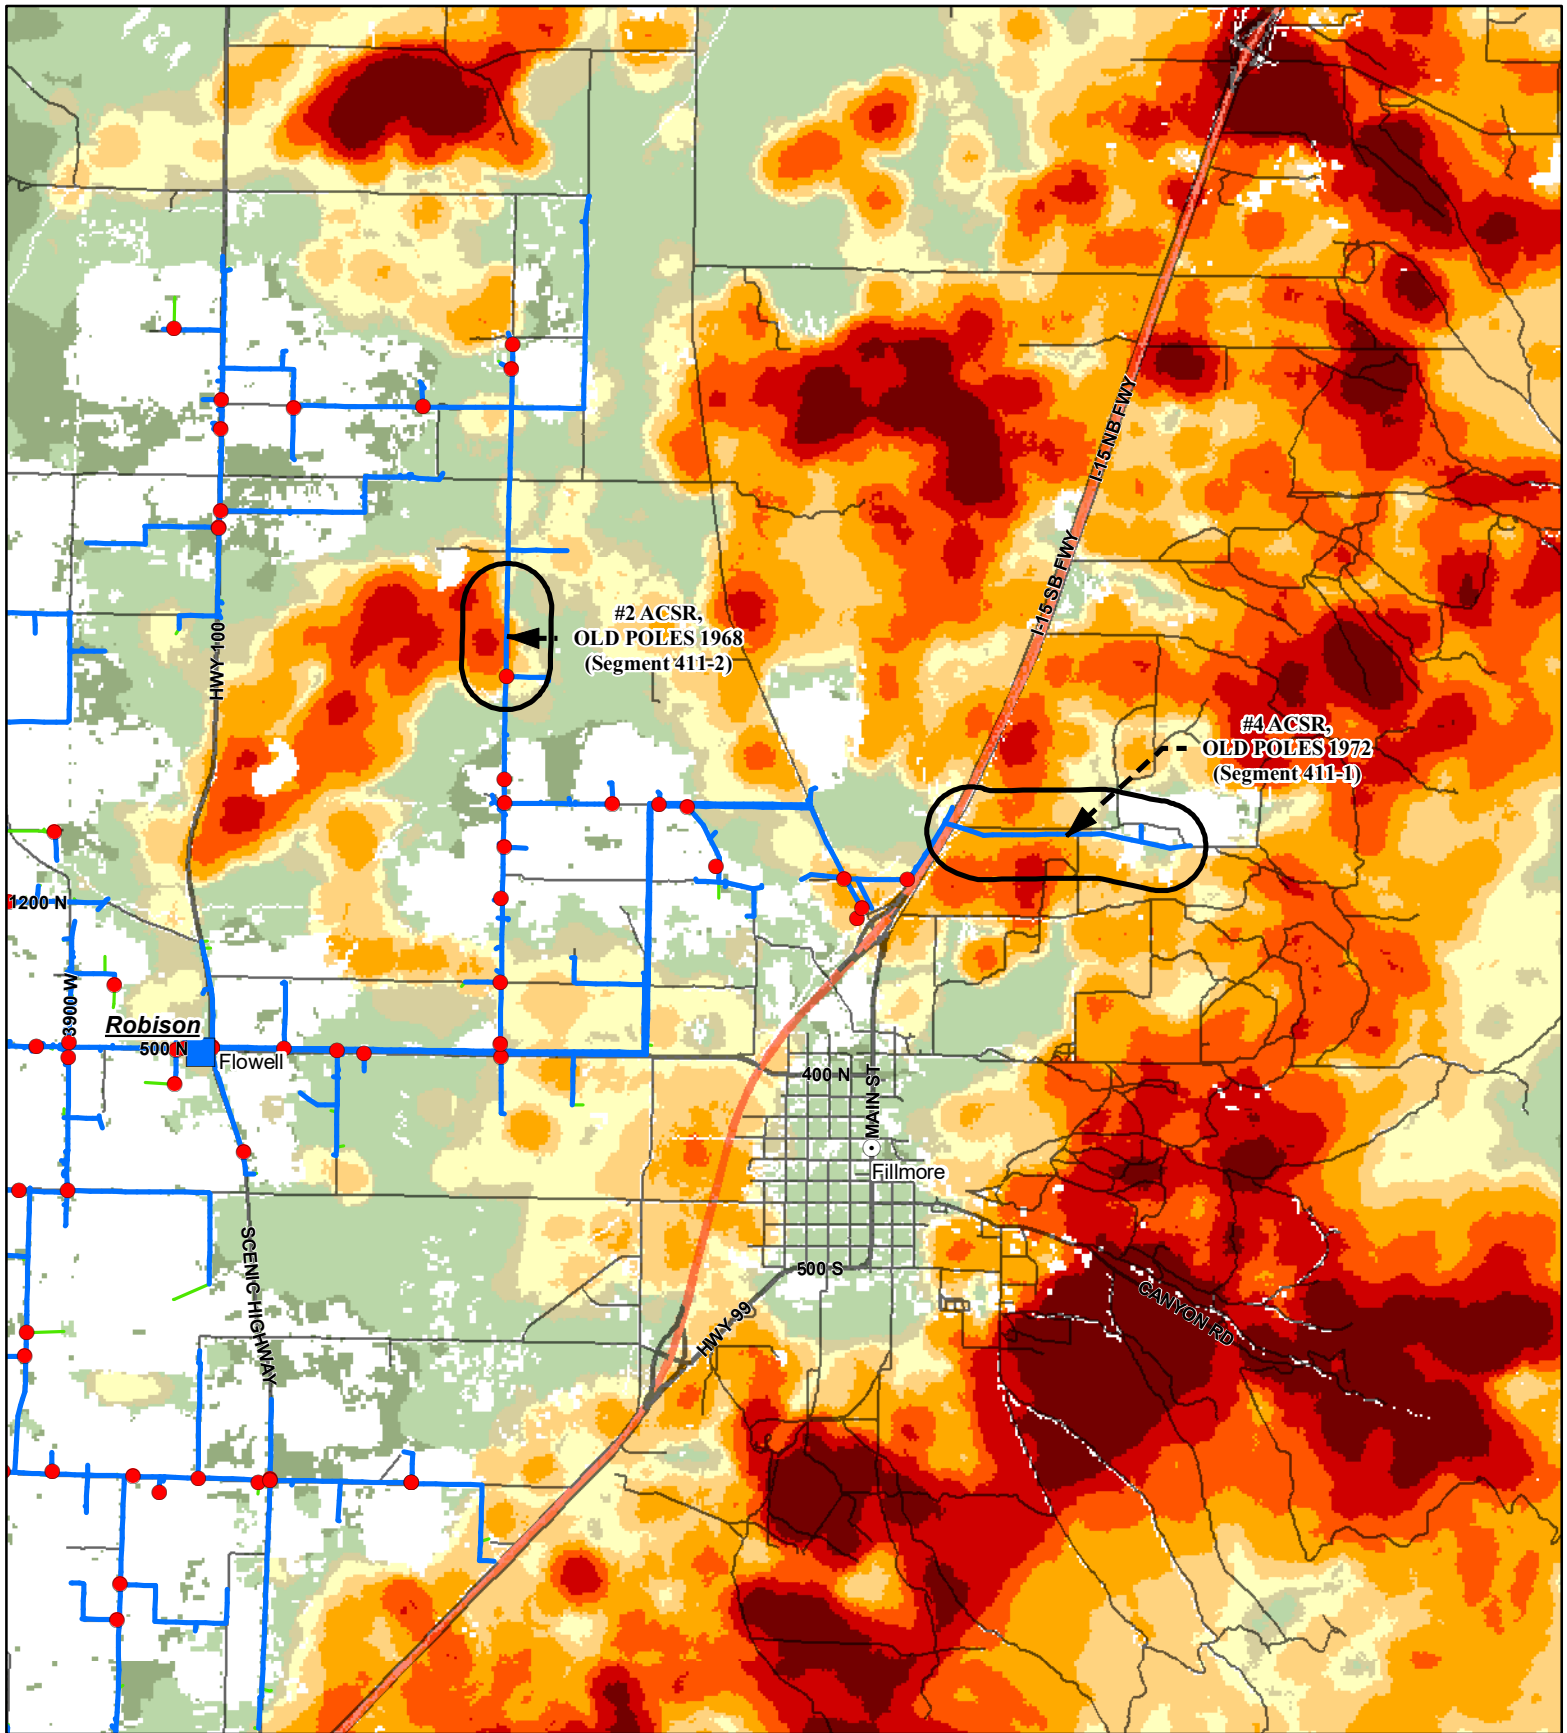 I-15 NB FWY
I-15 SB FWY
#2 ACSR,
OLD POLES 1968
(Segment 411-2)
HWY 100
#4 ACSR,
OLD POLES 1972
(Segment 411-1)
1200 N
3900 W
Robison
500 N
Flowell
400 N
MAIN ST
Fillmore
500 S
SCENIC HIGHWAY
HWY 99
CANYON RD